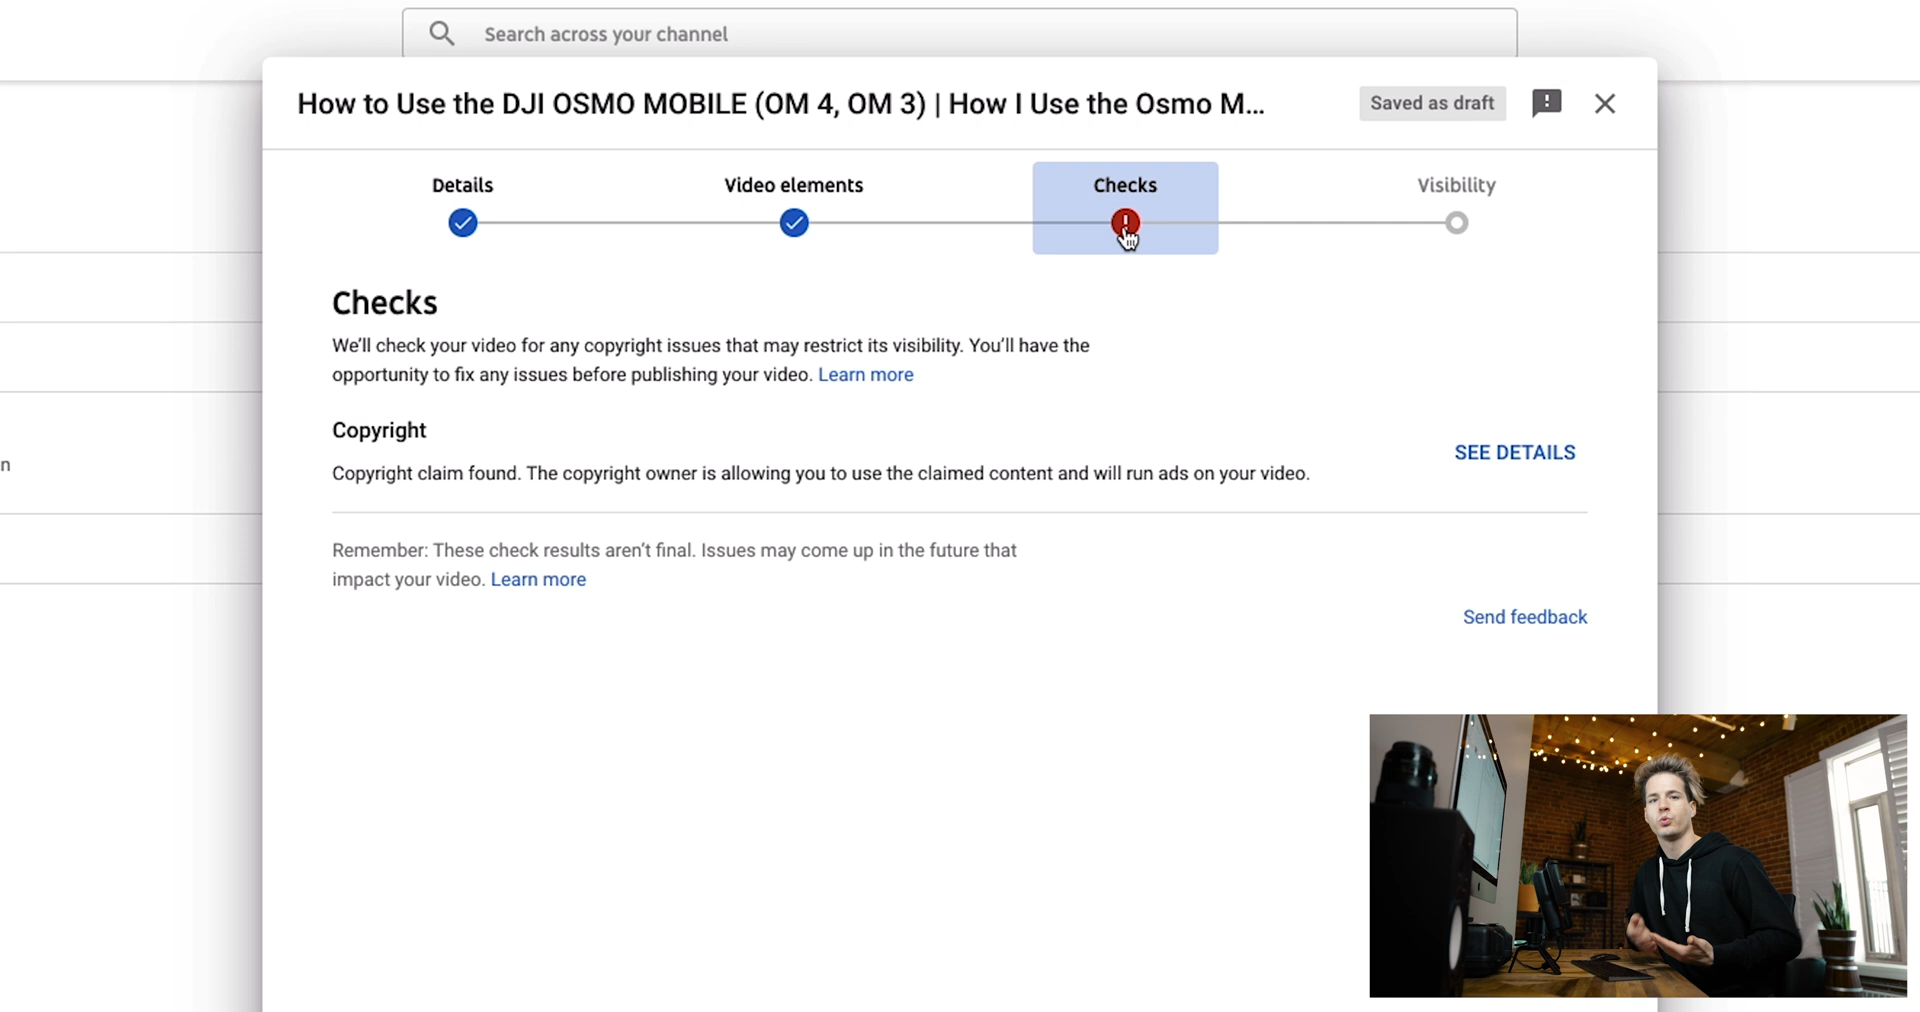 Search across your channel
How to Use the DJI OSMO MOBILE (OM 4, OM 3) | How I Use the Osmo M...
Saved as draft
Details
Video elements
Checks
Visibility
Checks
We'll check your video for any copyright issues that may restrict its visibility. You'll have the
opportunity to fix any issues before publishing your video. Learn more
Copyright
SEE DETAILS
Copyright claim found. The copyright owner is allowing you to use the claimed content and will run ads on your video.
n
Remember: These check results aren't final. Issues may come up in the future that
impact your video. Learn more
Send feedback